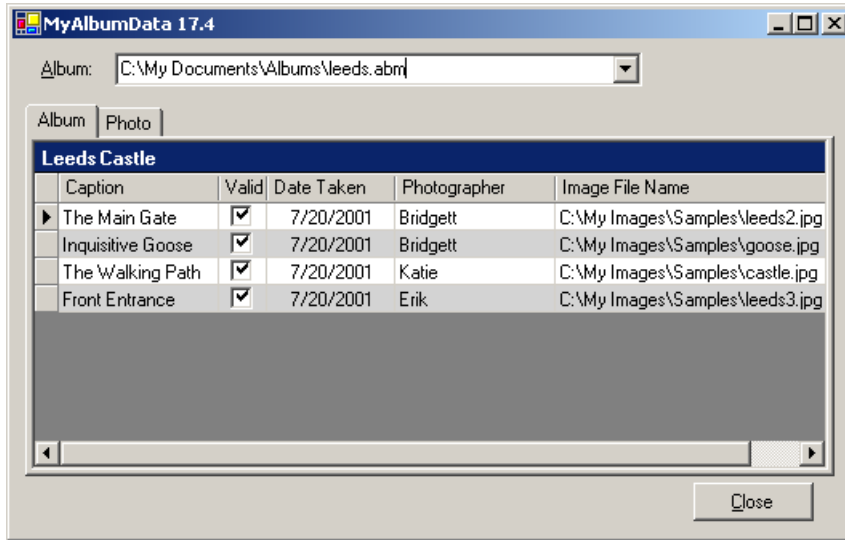 MyAlbumData 17.4
Album: C:\My Documents\Albums\leeds.abm
Album Photo
Leeds Castle
Caption Valid Date Taken Photographer Image File Name
The Main Gate 7/20/2001 Bridgett C:\My Images\Samples\leeds2.jpg
Inquisitive Goose 7/20/2001 Bridgett C:\My Images\Samples\goose.jpg
The Walking Path 7/20/2001 Katie C:\My Images\Samples\castle.jpg
Front Entrance 7/20/2001 Erik C:\My Images\Samples\leeds3.jpg
Close